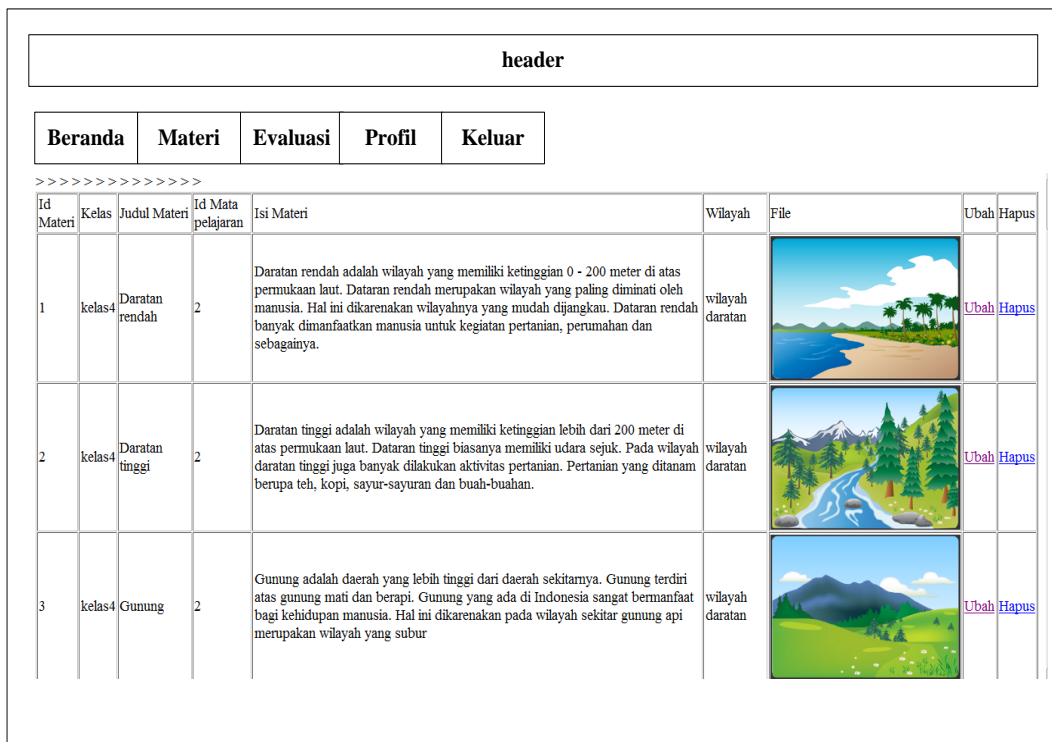 header
Beranda Materi Evaluasi Profil Keluar
> > > > > > > > > > > > > >
Id Materi Kelas Judul Materi Id Mata pelajaran Isi Materi Wilayah File Ubah Hapus
1 kelas4 Daratan rendah 2
Daratan rendah adalah wilayah yang memiliki ketinggian 0 - 200 meter di atas
permukaan laut. Dataran rendah merupakan wilayah yang paling diminati oleh
manusia. Hal ini dikarenakan wilayahnya yang mudah dijangkau. Dataran rendah
banyak dimanfaatkan manusia untuk kegiatan pertanian, perumahan dan
sebagainya.
wilayah daratan Ubah Hapus
2 kelas4 Daratan tinggi 2
Daratan tinggi adalah wilayah yang memiliki ketinggian lebih dari 200 meter di
atas permukaan laut. Dataran tinggi biasanya memiliki udara sejuk. Pada wilayah
daratan tinggi juga banyak dilakukan aktivitas pertanian. Pertanian yang ditanam
berupa teh, kopi, sayur-sayuran dan buah-buahan.
wilayah daratan Ubah Hapus
3 kelas4 Gunung 2
Gunung adalah daerah yang lebih tinggi dari daerah sekitarnya. Gunung terdiri
atas gunung mati dan berapi. Gunung yang ada di Indonesia sangat bermanfaat
bagi kehidupan manusia. Hal ini dikarenakan pada wilayah sekitar gunung api
merupakan wilayah yang subur
wilayah daratan Ubah Hapus